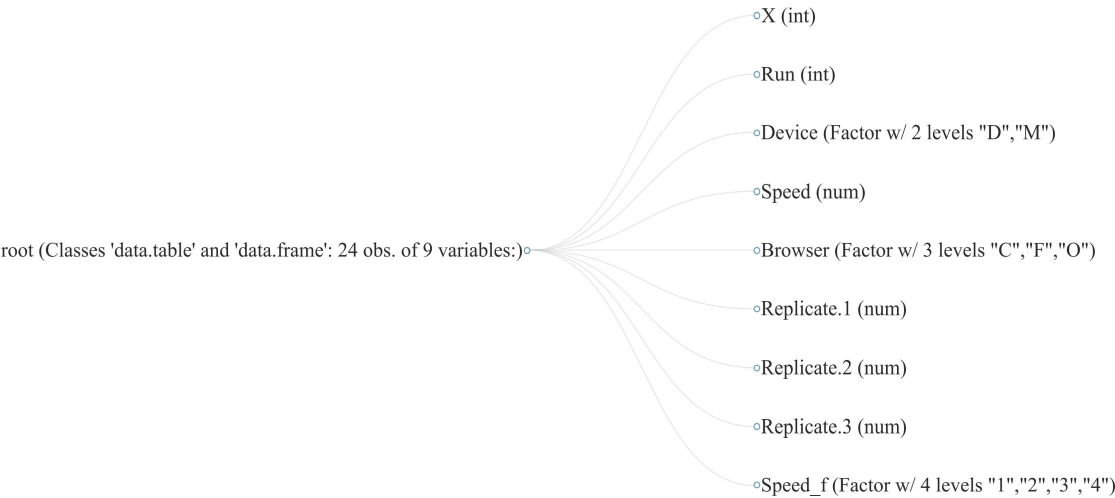 X (int)
Run (int)
Device (Factor w/ 2 levels "D","M")
Speed (num)
root (Classes 'data.table' and 'data.frame': 24 obs. of 9 variables:)
Browser (Factor w/ 3 levels "C","F","O")
Replicate.1 (num)
Replicate.2 (num)
Replicate.3 (num)
Speed_f (Factor w/ 4 levels "1","2","3","4")